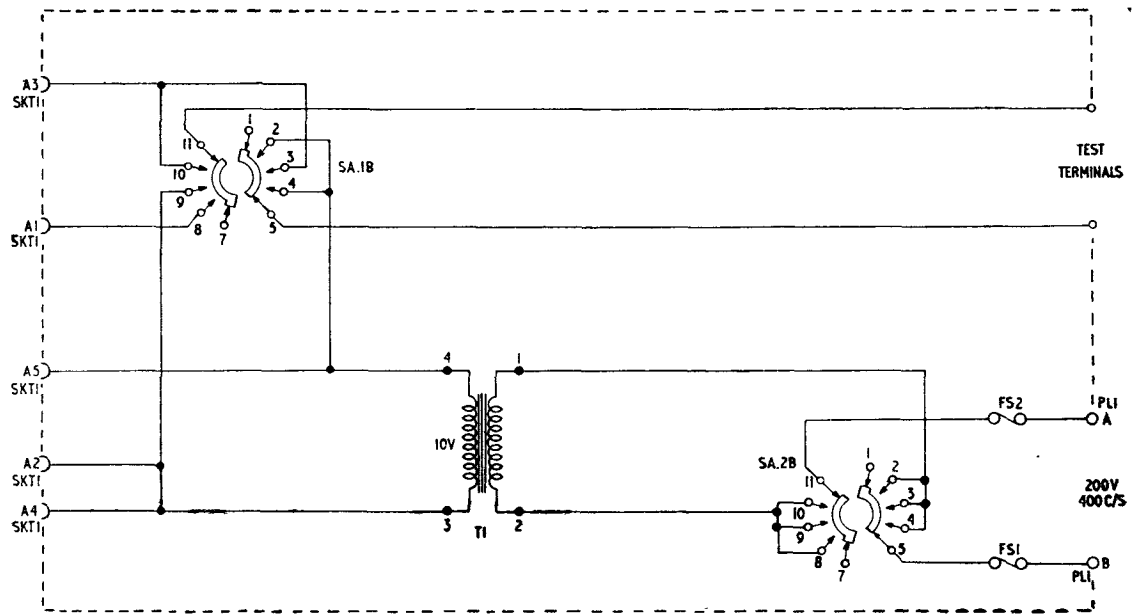 A3
SKT1
1
2
11
3
10
SA.1B
4
9
8
7
5
TEST
TERMINALS
A1
SKT1
A5
SKT1
4
1
10V
A2
SKT1
A4
SKT1
3
T1
2
FS2
PL1
A
SA.2B
11
1
2
10
3
9
4
8
7
5
200V
400C/S
FS1
B
PL1